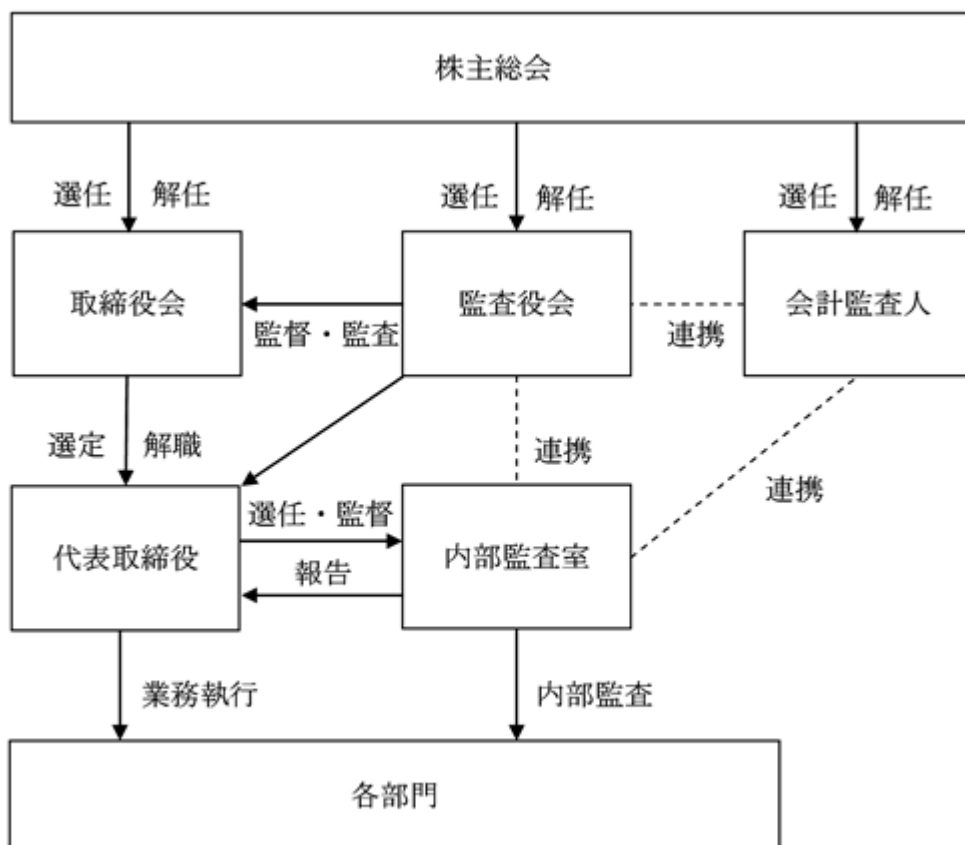 株主総会
選任 解任
選任 解任
選任 解任
取締役会
監査役会
会計監査人
監督・監査
連携
選定 解職
連携
連携
代表取締役
選任・監督
報告
内部監査室
業務執行
内部監査
各部門